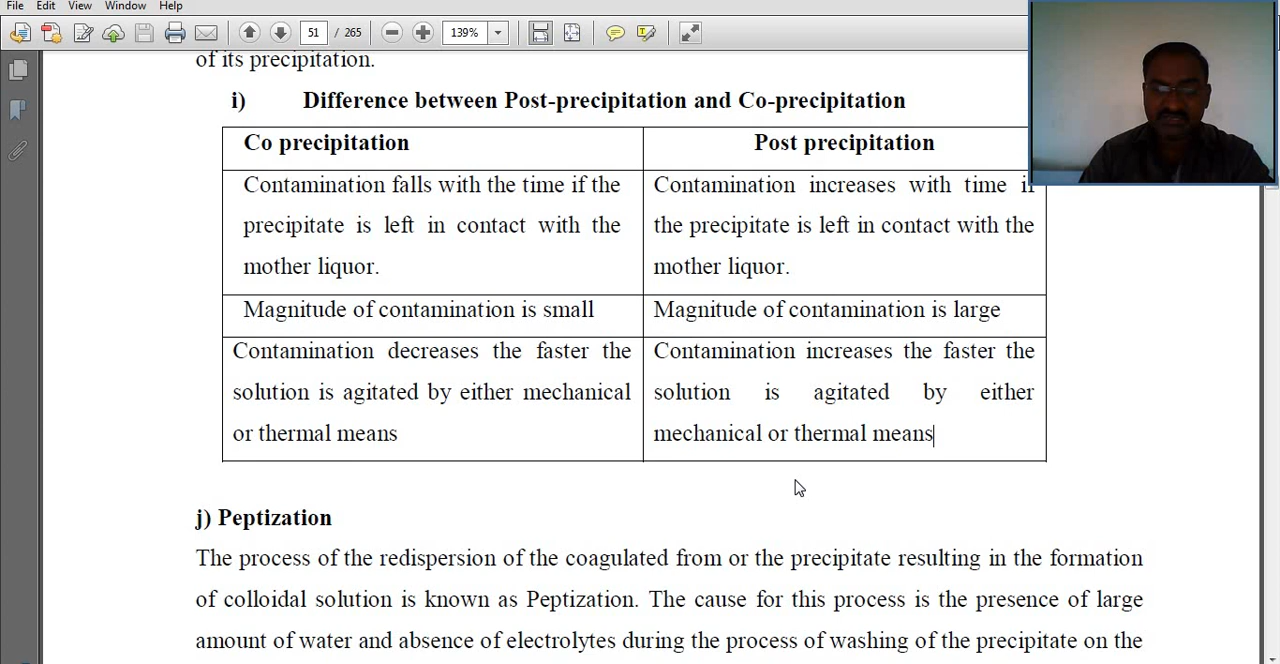 File Edit View Window Help
51 / 265 139%
of its precipitation.
i) Difference between Post-precipitation and Co-precipitation
Co precipitation
Contamination falls with the time if the
precipitate is left in contact with the
mother liquor.
Magnitude of contamination is small
Contamination decreases the faster the
solution is agitated by either mechanical
or thermal means
Post precipitation
Contamination increases with time if
the precipitate is left in contact with the
mother liquor.
Magnitude of contamination is large
Contamination increases the faster the
solution is agitated by either
mechanical or thermal means
j) Peptization
The process of the redispersion of the coagulated from or the precipitate resulting in the formation
of colloidal solution is known as Peptization. The cause for this process is the presence of large
amount of water and absence of electrolytes during the process of washing of the precipitate on the